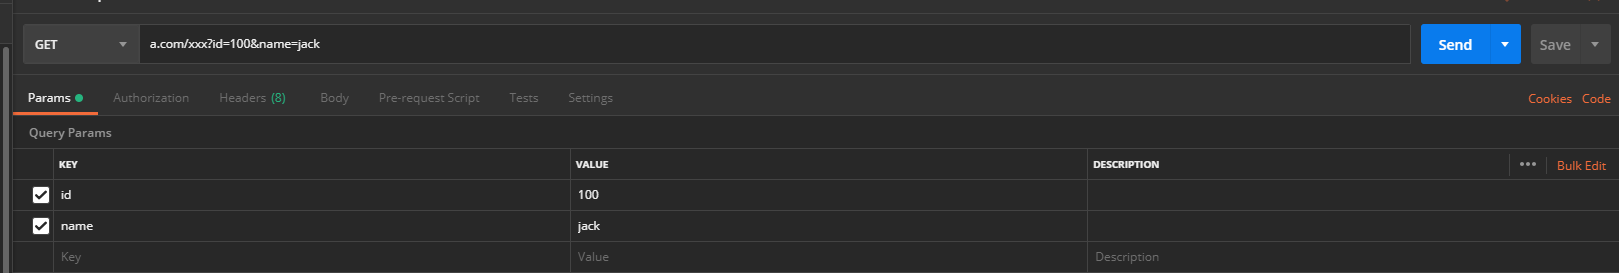 GET a.com/xxx?id=100&name=jack Send Save
Params Authorization Headers (8) Body Pre-request Script Tests Settings Cookies Code
Query Params
KEY VALUE DESCRIPTION ••• Bulk Edit
id 100
name jack
Key Value Description